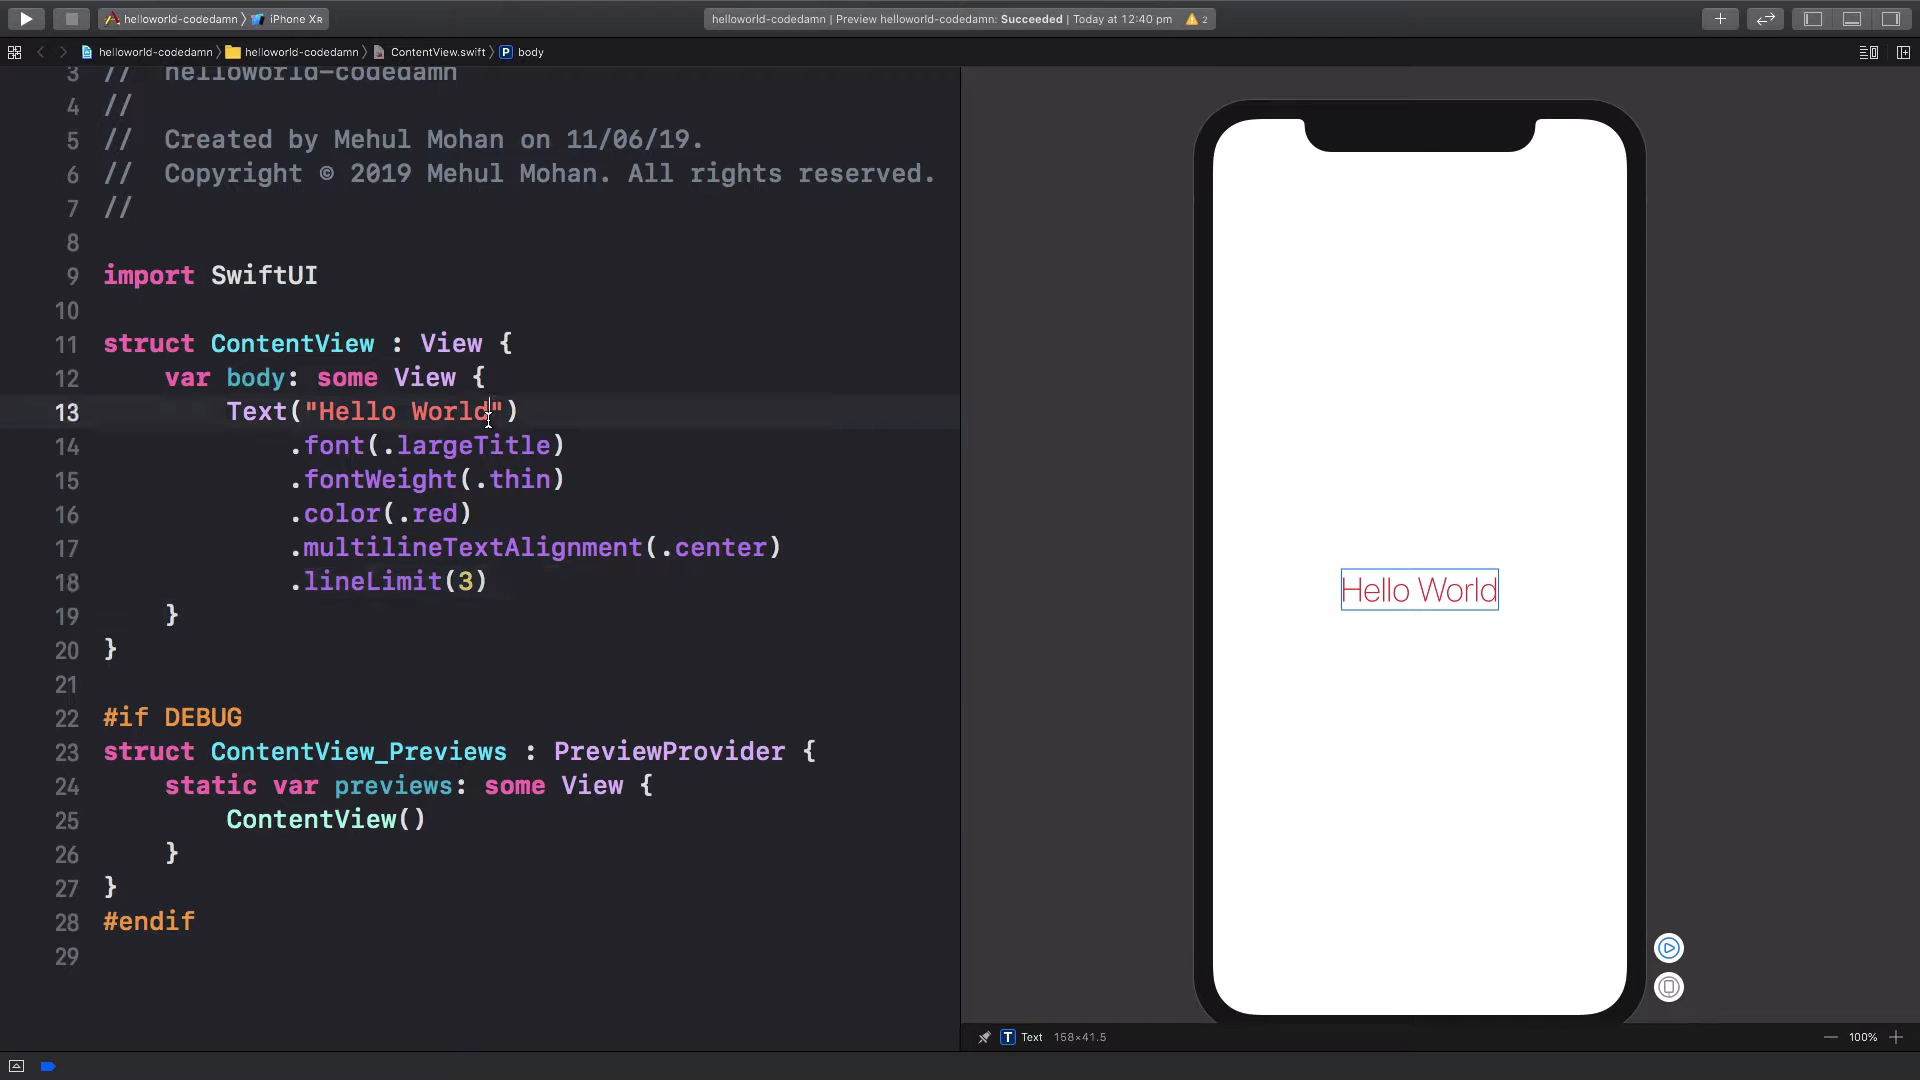 helloworld-codedamn iPhone XR
helloworld-codedamn | Preview helloworld-codedamn: Succeeded | Today at 12:40 pm 2
helloworld-codedamn helloworld-codedamn ContentView.swift P body
3 // helloworld-codedamn
4 //
5 // Created by Mehul Mohan on 11/06/19.
6 // Copyright © 2019 Mehul Mohan. All rights reserved.
7 //
8
9 import SwiftUI
10
11 struct ContentView : View {
12 var body: some View {
13 Text("Hello World")
14 .font(.largeTitle)
15 .fontWeight(.thin)
16 .color(.red)
17 .multilineTextAlignment(.center)
18 .lineLimit(3)
19 }
20 }
21
22 #if DEBUG
23 struct ContentView_Previews : PreviewProvider {
24 static var previews: some View {
25 ContentView()
26 }
27 }
28 #endif
29
Hello World
T Text 158×41.5
100%